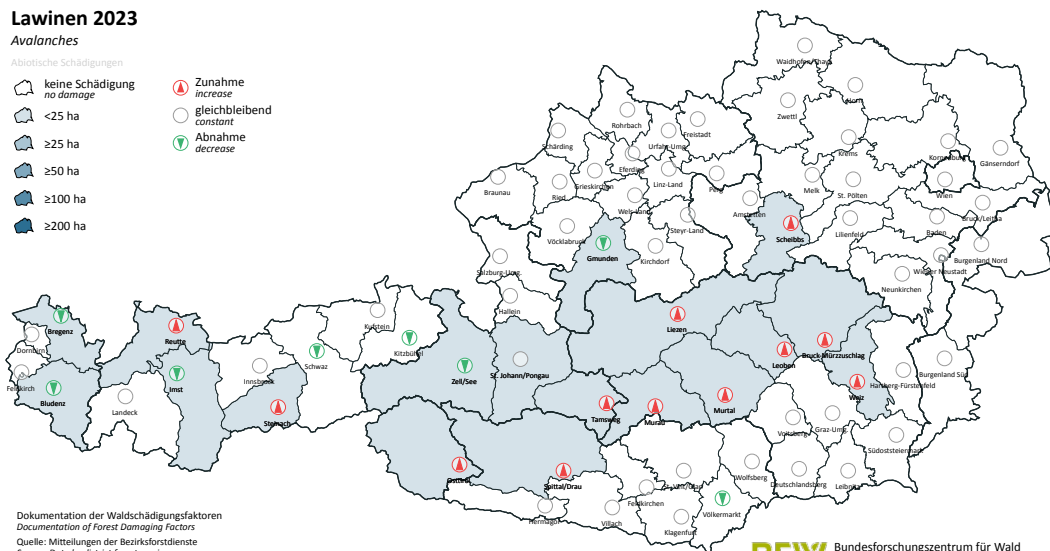 Lawinen 2023
Avalanches
Abiotische Schädigungen
keine Schädigung
no damage
<25 ha
≥25 ha
≥50 ha
≥100 ha
≥200 ha
Zunahme
increase
gleichbleibend
constant
Abnahme
decrease
Waidhofen/Thaya
Horn
Zwettl
Rohrbach
Freistadt
Schärding
Urfahr-Umg.
Krems
Korneuburg
Gänserndorf
Eferding
Grieskirchen
Linz-Land
Perg
Melk
St. Pölten
Wien
Braunau
Ried
Wels-Land
Amstetten
Bruck/Leitha
Steyr-Land
Scheibbs
Lilienfeld
Baden
Vöcklabruck
Gmunden
Kirchdorf
Burgenland Nord
Salzburg-Umg.
Wiener Neustadt
Neunkirchen
Hallein
Kufstein
Liezen
Bregenz
Reutte
Dornbirn
Kitzbühel
Bruck-Mürzzuschlag
Schwaz
Leoben
Feldkirch
Innsbruck
Zell/See
St. Johann/Pongau
Burgenland Süd
Imst
Hartberg-Fürstenfeld
Bludenz
Weiz
Landeck
Murtal
Steinach
Tamsweg
Murau
Voitsberg
Graz-Umg.
Südoststeiermark
Osttirol
Spittal/Drau
Wolfsberg
Deutschlandsberg
Leibnitz
St. Veit/Glan
Feldkirchen
Hermagor
Villach
Völkermarkt
Klagenfurt
Dokumentation der Waldschädigungsfaktoren
Documentation of Forest Damaging Factors
Quelle: Mitteilungen der Bezirksforstdienste
Bundesforschungszentrum für Wald